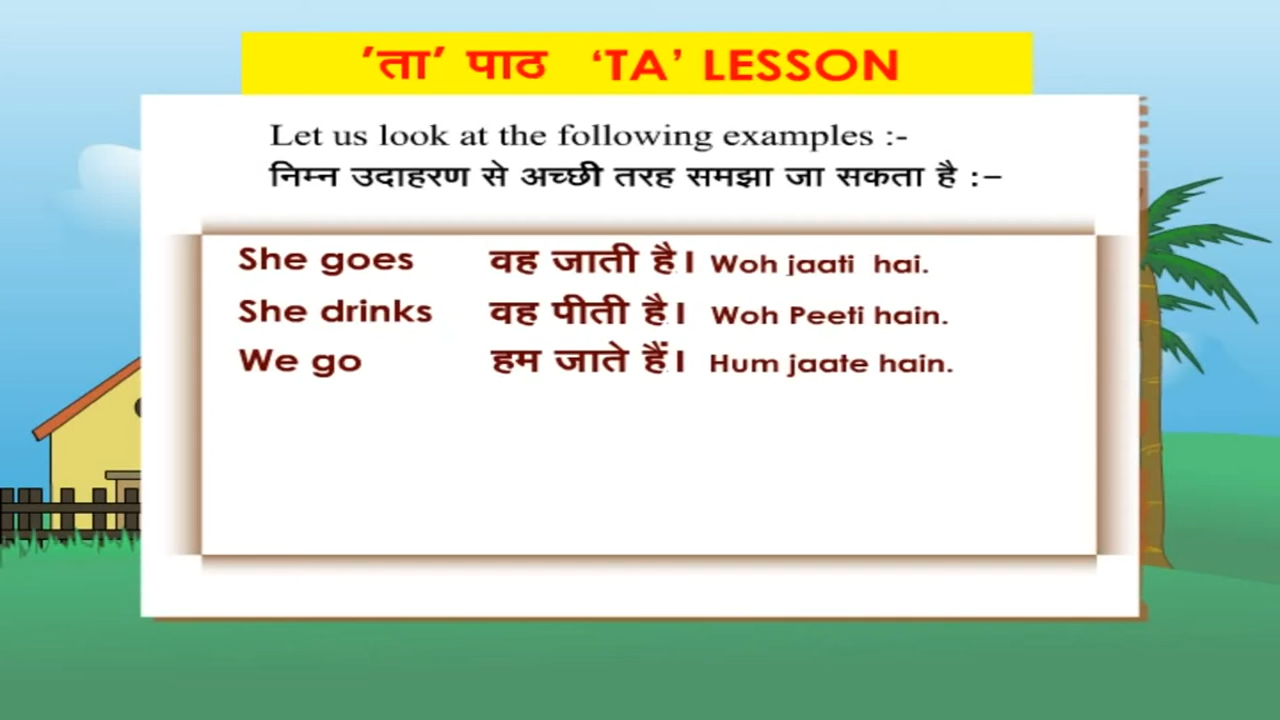 'ता' पाठ ‘TA’ LESSON
Let us look at the following examples :-
निम्न उदाहरण से अच्छी तरह समझा जा सकता है :–
She goes वह जाती है। Woh jaati hai.
She drinks वह पीती है। Woh Peeti hain.
We go हम जाते हैं। Hum jaate hain.